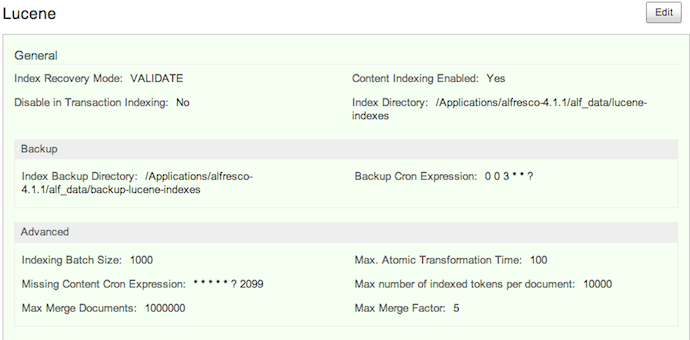 Lucene
Edit
General
Index Recovery Mode: VALIDATE
Content Indexing Enabled: Yes
Disable in Transaction Indexing: No
Index Directory: /Applications/alfresco-4.1.1/alf_data/lucene-
indexes
Backup
Index Backup Directory: /Applications/alfresco-
4.1.1/alf_data/backup-lucene-indexes
Backup Cron Expression: 0 0 3 * * ?
Advanced
Indexing Batch Size: 1000
Max. Atomic Transformation Time: 100
Missing Content Cron Expression: * * * * * ? 2099
Max number of indexed tokens per document: 10000
Max Merge Documents: 1000000
Max Merge Factor: 5